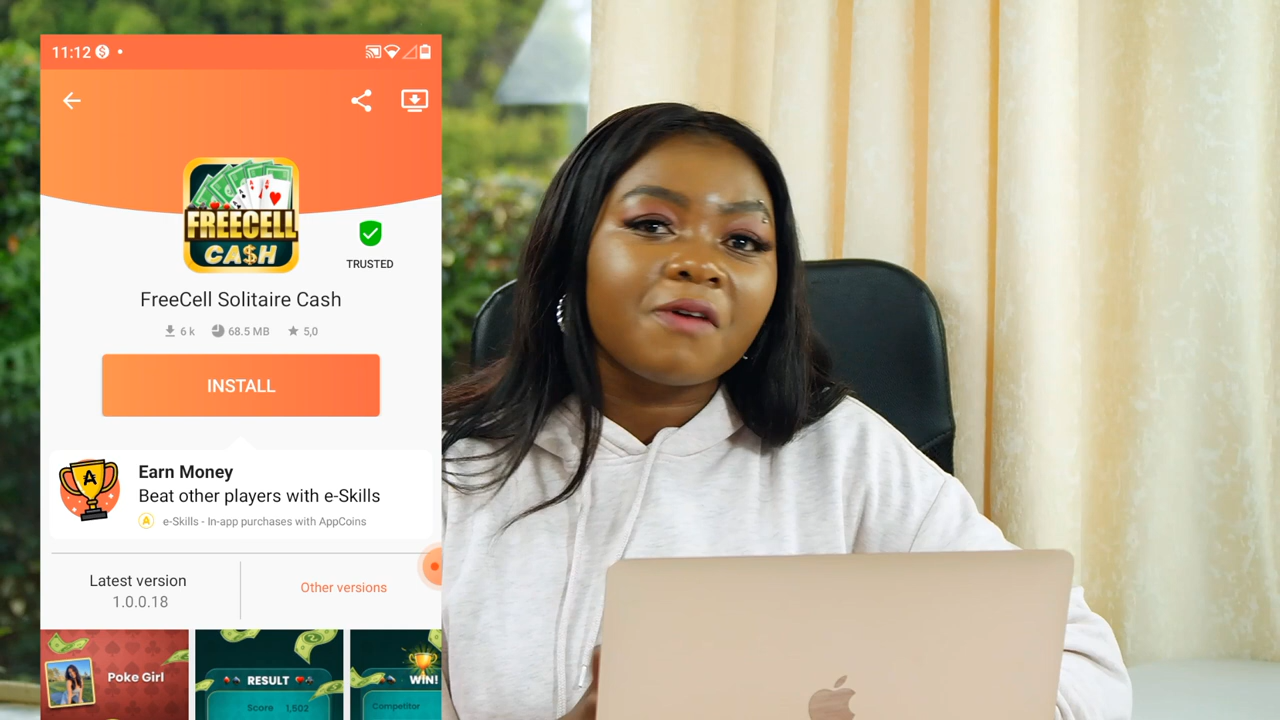 11:12
FREECELL
CA$H
TRUSTED
FreeCell Solitaire Cash
6 k 68.5 MB 5,0
INSTALL
A
Earn Money
Beat other players with e-Skills
A e-Skills - In-app purchases with AppCoins
Latest version
1.0.0.18
Other versions
Poke Girl
RESULT
Score 1,502
WIN!
Competitor